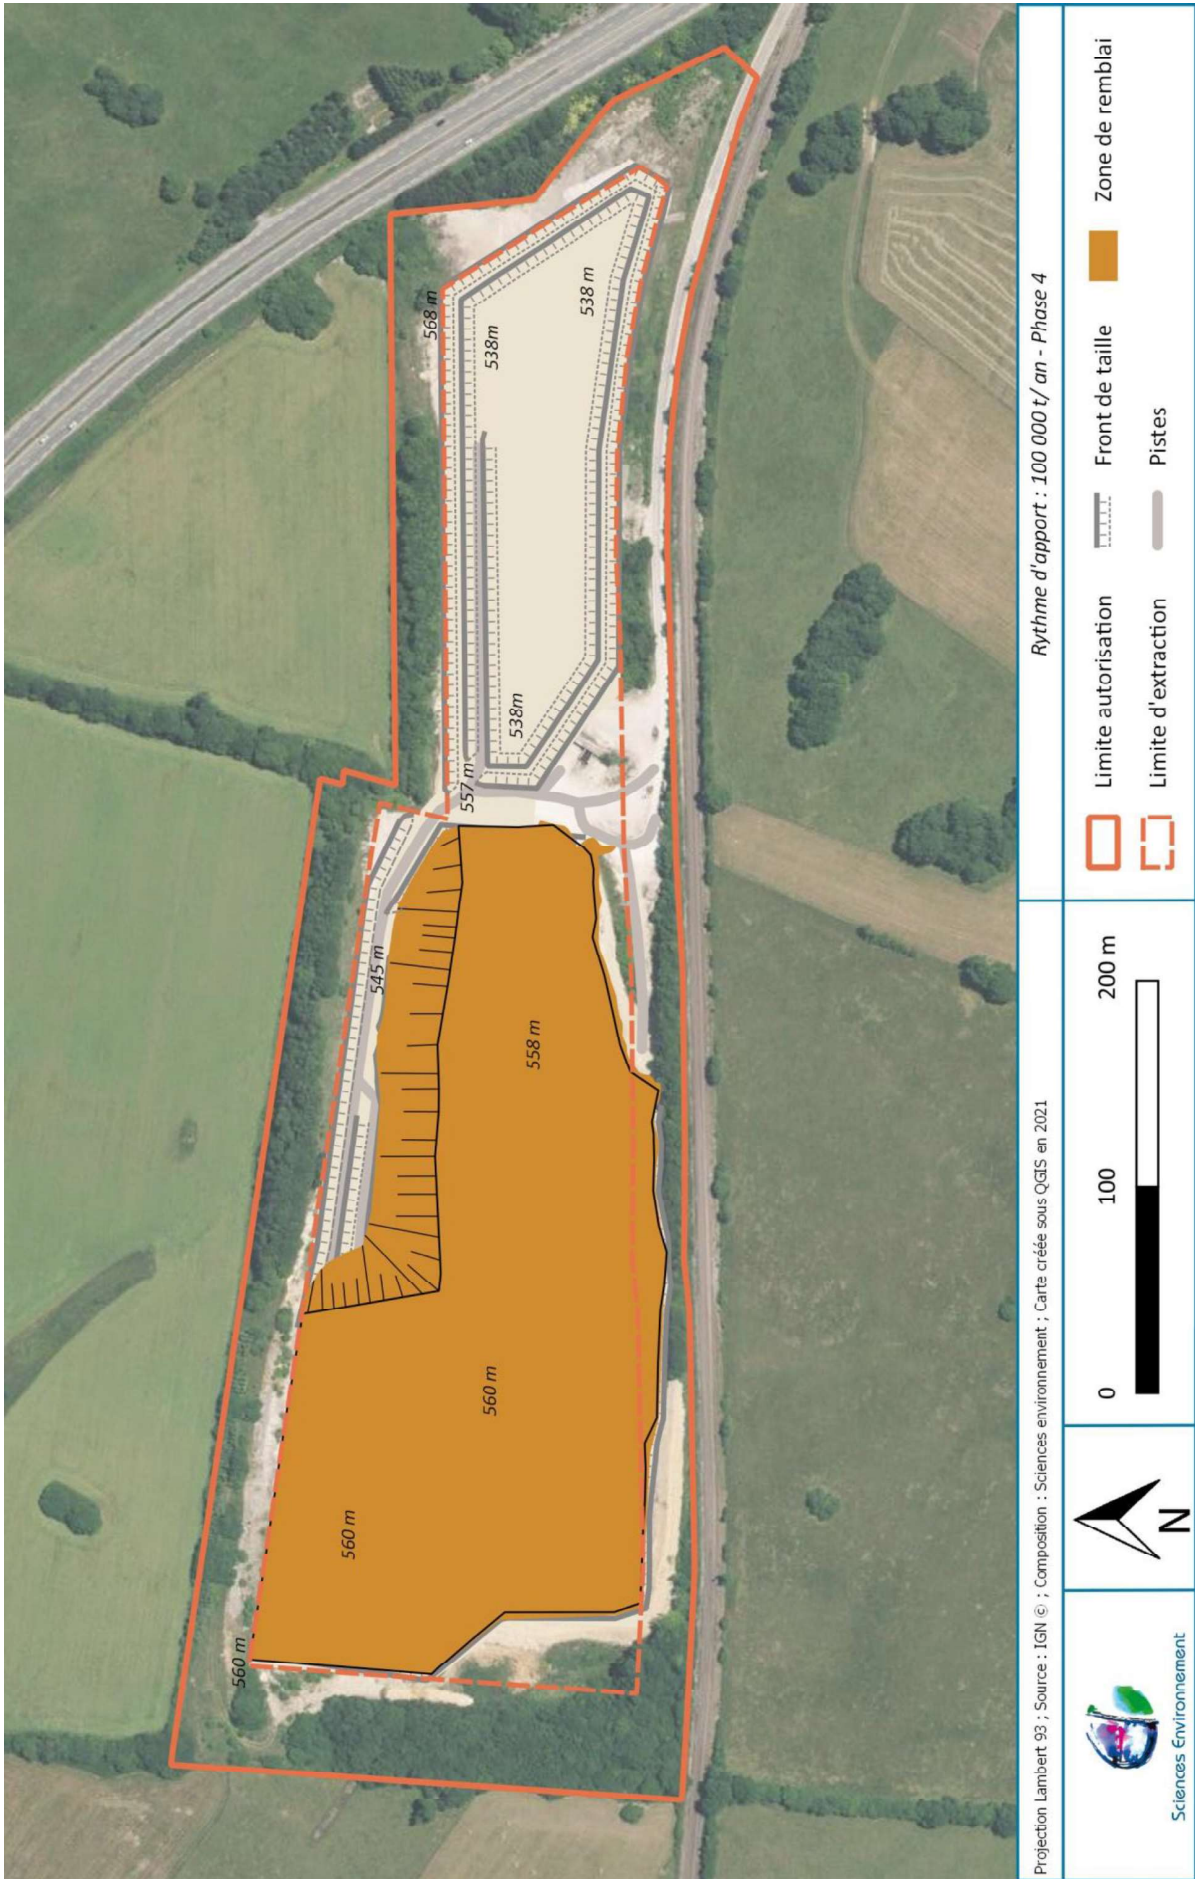 560 m
560 m
560 m
558 m
545 m
557 m
538m
568 m
538m
538 m
Projection Lambert 93 ; Source : IGN © ; Composition : Sciences environnement ; Carte créée sous QGIS en 2021
Rythme d'apport : 100 000 t/ an - Phase 4
Sciences Environnement
N
0 100 200 m
Limite autorisation
Front de taille
Zone de remblai
Limite d'extraction
Pistes